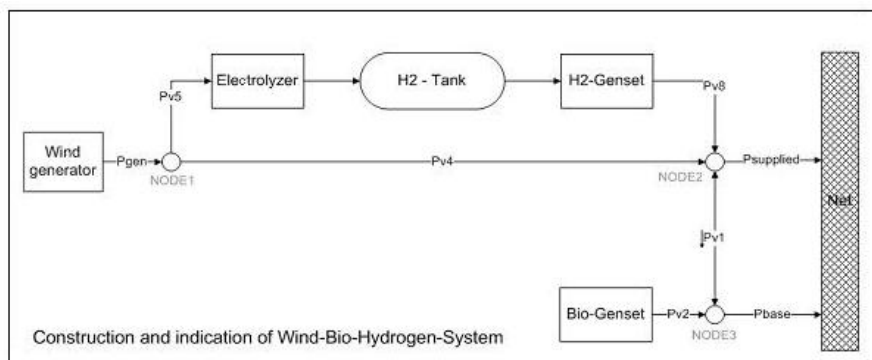 Electrolyzer
H2 - Tank
H2-Genset
Pv5
Pv8
Wind
generator
Pgen
NODE1
Pv4
NODE2
Psupplied
Net
Pv1
Bio-Genset
Pv2
NODE3
Pbase
Construction and indication of Wind-Bio-Hydrogen-System